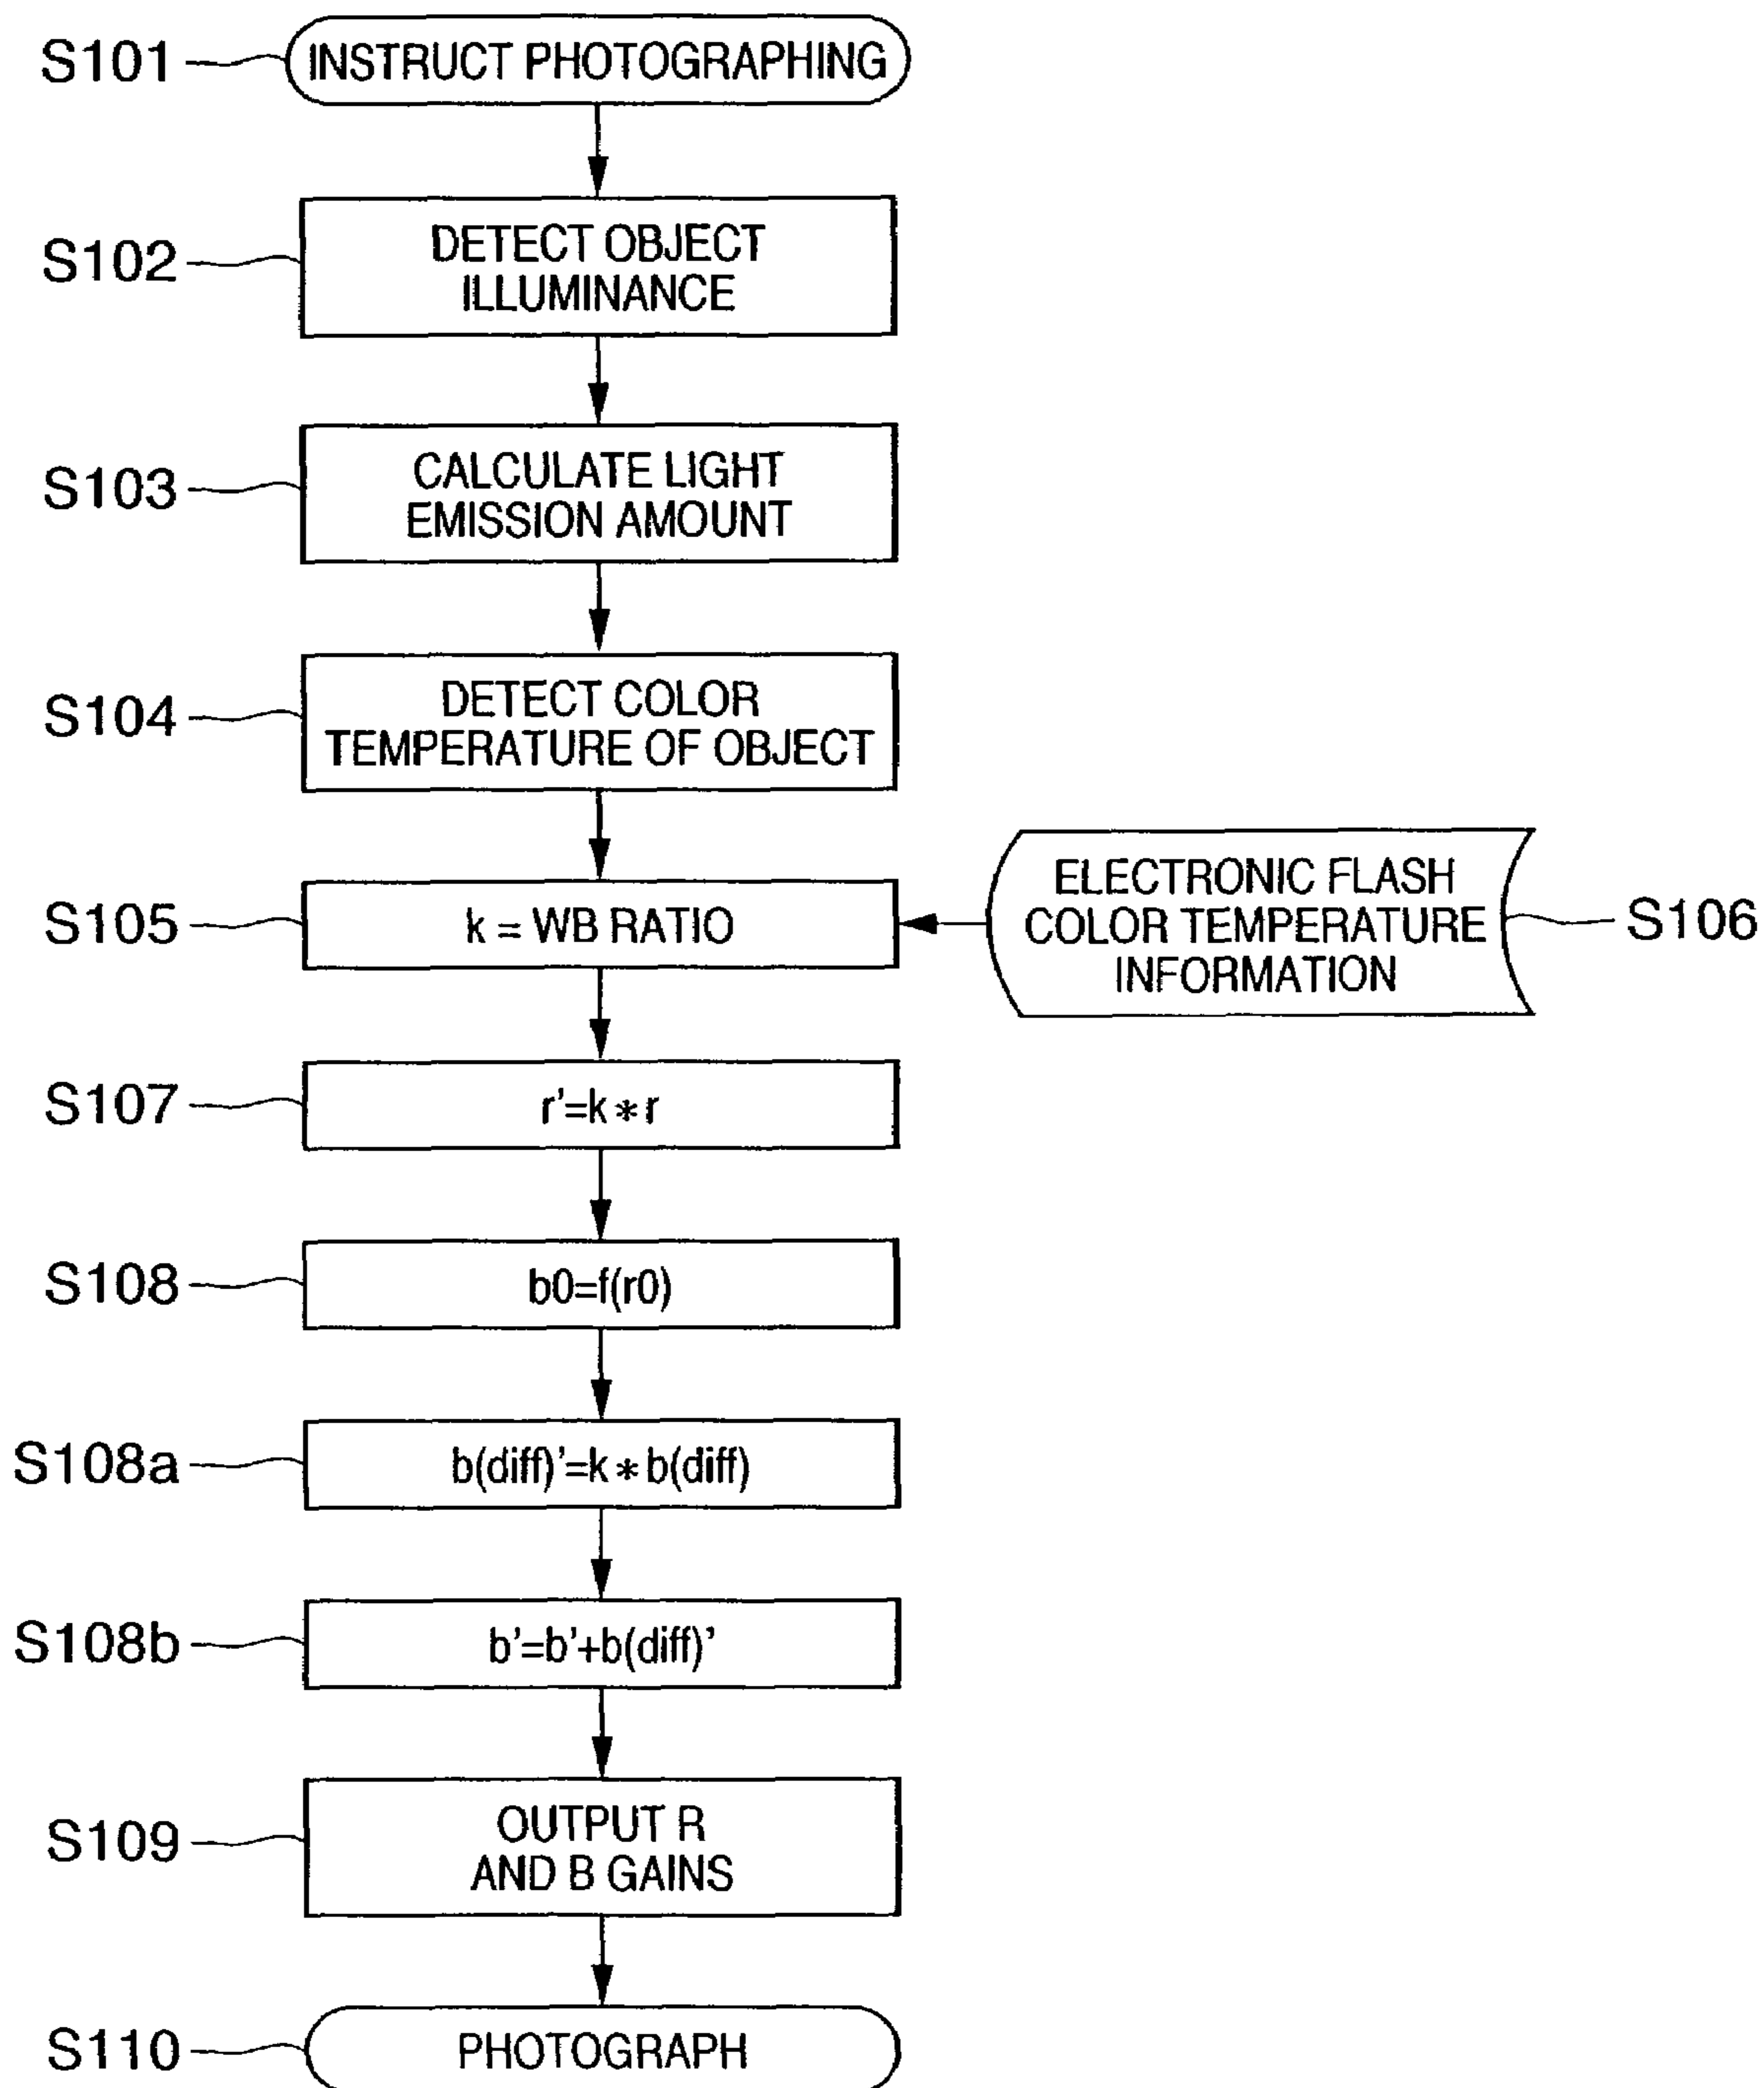 S101
INSTRUCT PHOTOGRAPHING
S102
DETECT OBJECT
ILLUMINANCE
S103
CALCULATE LIGHT
EMISSION AMOUNT
S104
DETECT COLOR
TEMPERATURE OF OBJECT
S105
k = WB RATIO
ELECTRONIC FLASH
COLOR TEMPERATURE
INFORMATION
S106
S107
r'=k*r
S108
b0=f(r0)
S108a
b(diff)'=k*b(diff)
S108b
b'=b'+b(diff)'
S109
OUTPUT R
AND B GAINS
S110
PHOTOGRAPH